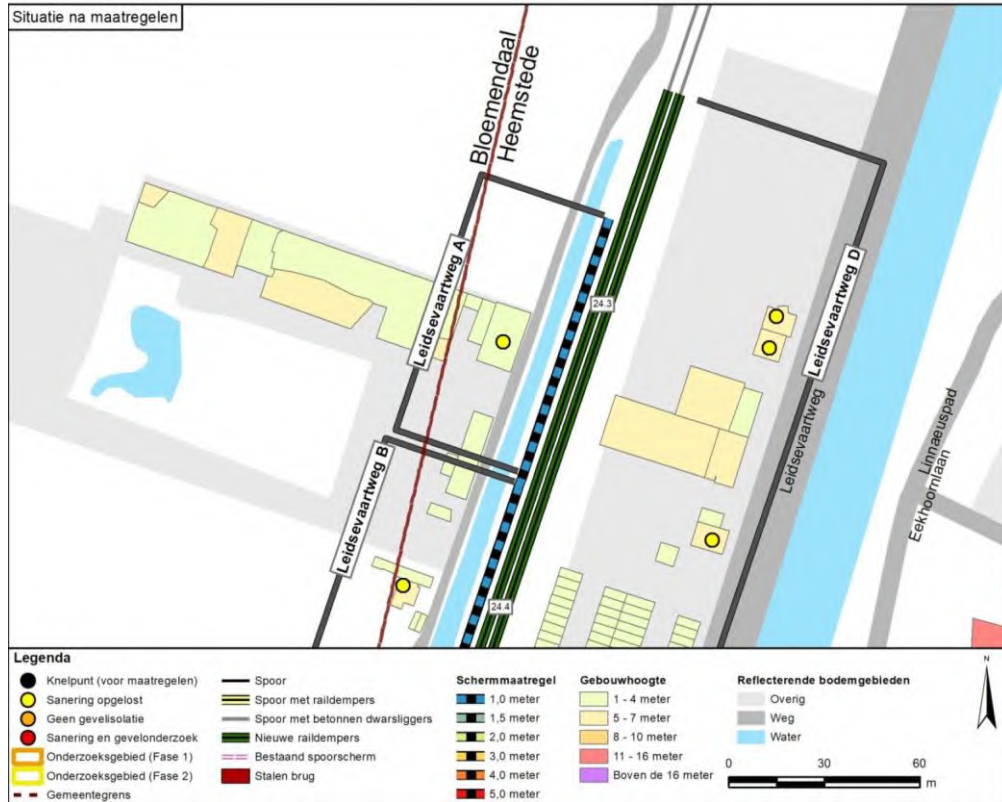 Situatie na maatregelen
Bloemendaal
Heemstede
Leidsevaartweg A
Leidsevaartweg B
Leidsevaartweg D
Leidsevaartweg
Linnaeuspad
Eekhoornlaan
24.3
24.4
Legenda
Knelpunt (voor maatregelen)
Sanering opgelost
Geen gevelisolatie
Sanering en gevelonderzoek
Onderzoeksgebied (Fase 1)
Onderzoeksgebied (Fase 2)
Gemeentegrens
Spoor
Spoor met raildempers
Spoor met betonnen dwarsliggers
Nieuwe raildempers
Bestaand spoorscherm
Stalen brug
Schermmaatregel
1,0 meter
1,5 meter
2,0 meter
3,0 meter
4,0 meter
5,0 meter
Gebouwhoogte
1 - 4 meter
5 - 7 meter
8 - 10 meter
11 - 16 meter
Boven de 16 meter
Reflecterende bodemgebieden
Overig
Weg
Water
N
0 30 60
m